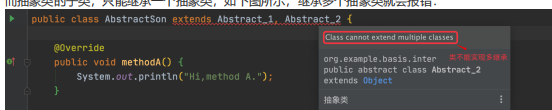 而抽象类的子类，只能继承一个抽象类，如下图所示，继承多个抽象类就会报错：
public class AbstractSon extends Abstract_1, Abstract_2 {
Class cannot extend multiple classes
@Override
org.example.basis.inter
类不能实现多继承
public void methodA() {
public abstract class Abstract_2
System.out.println("Hi,method A.");
extends Object
}
抽象类